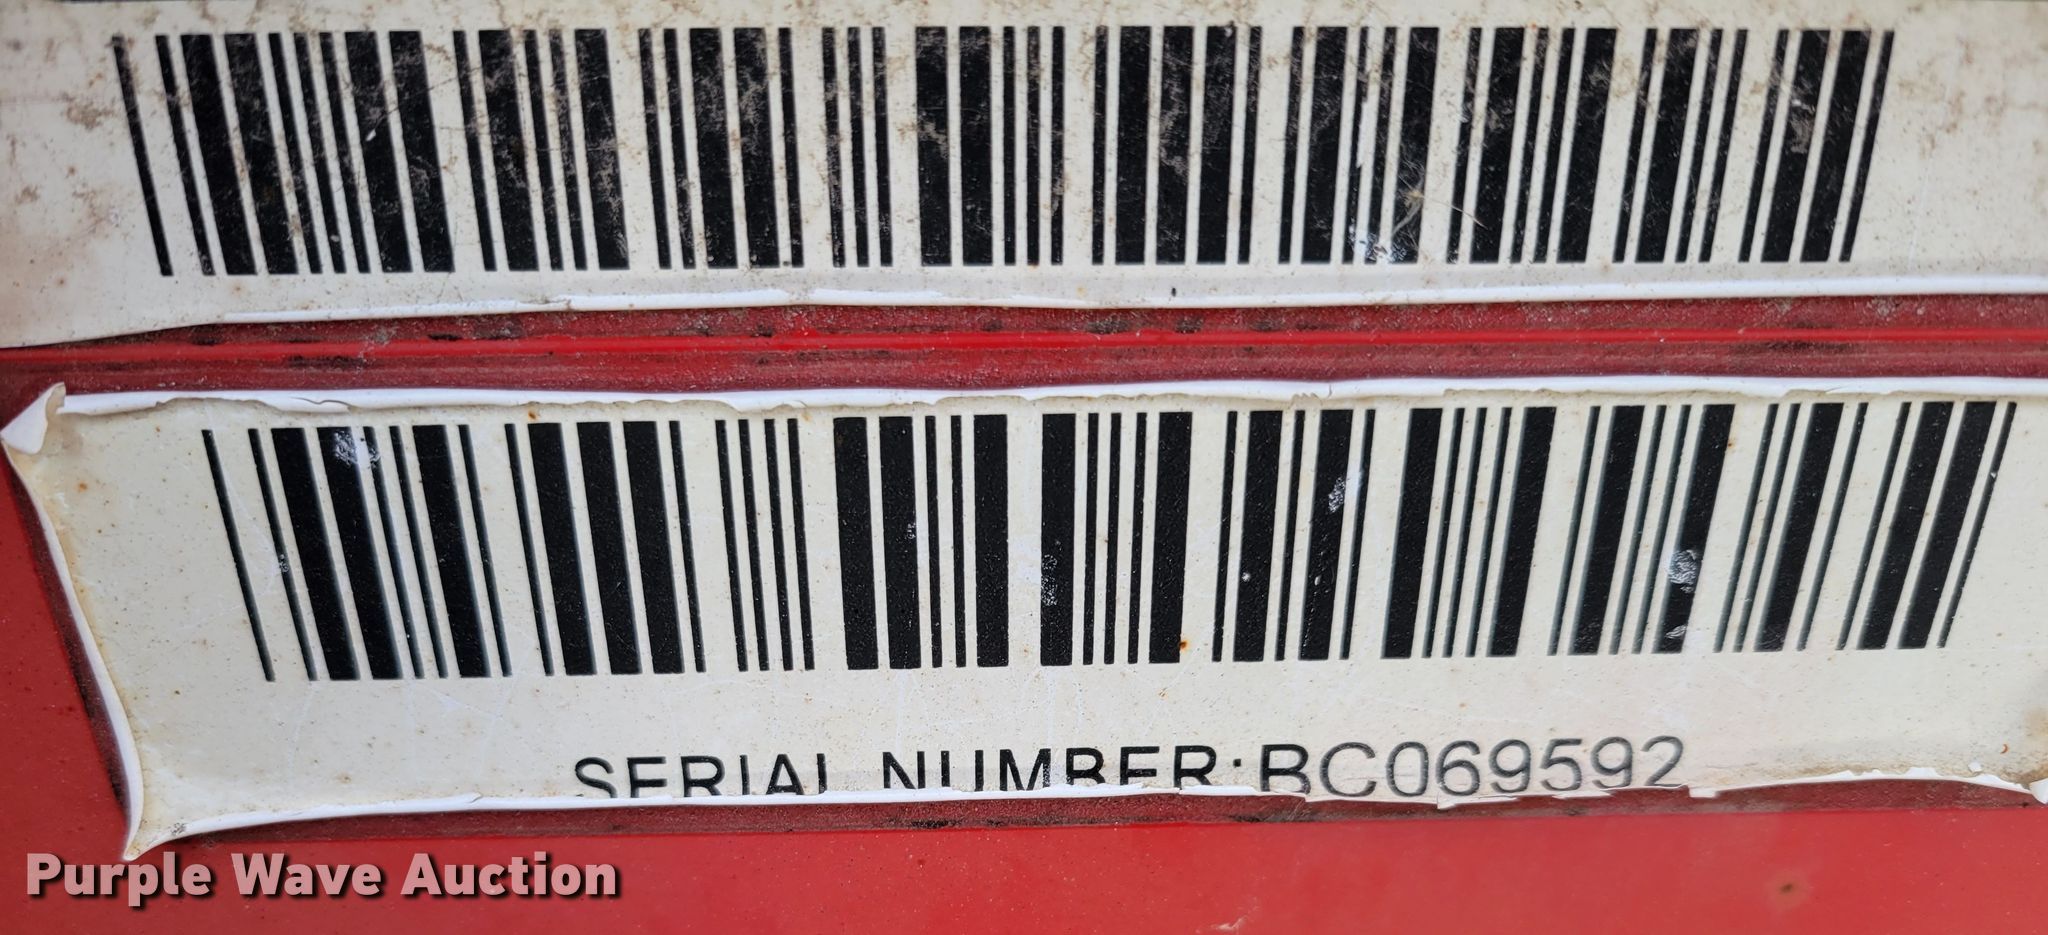 SERIAL NUMBER:BC069592
Purple Wave Auction